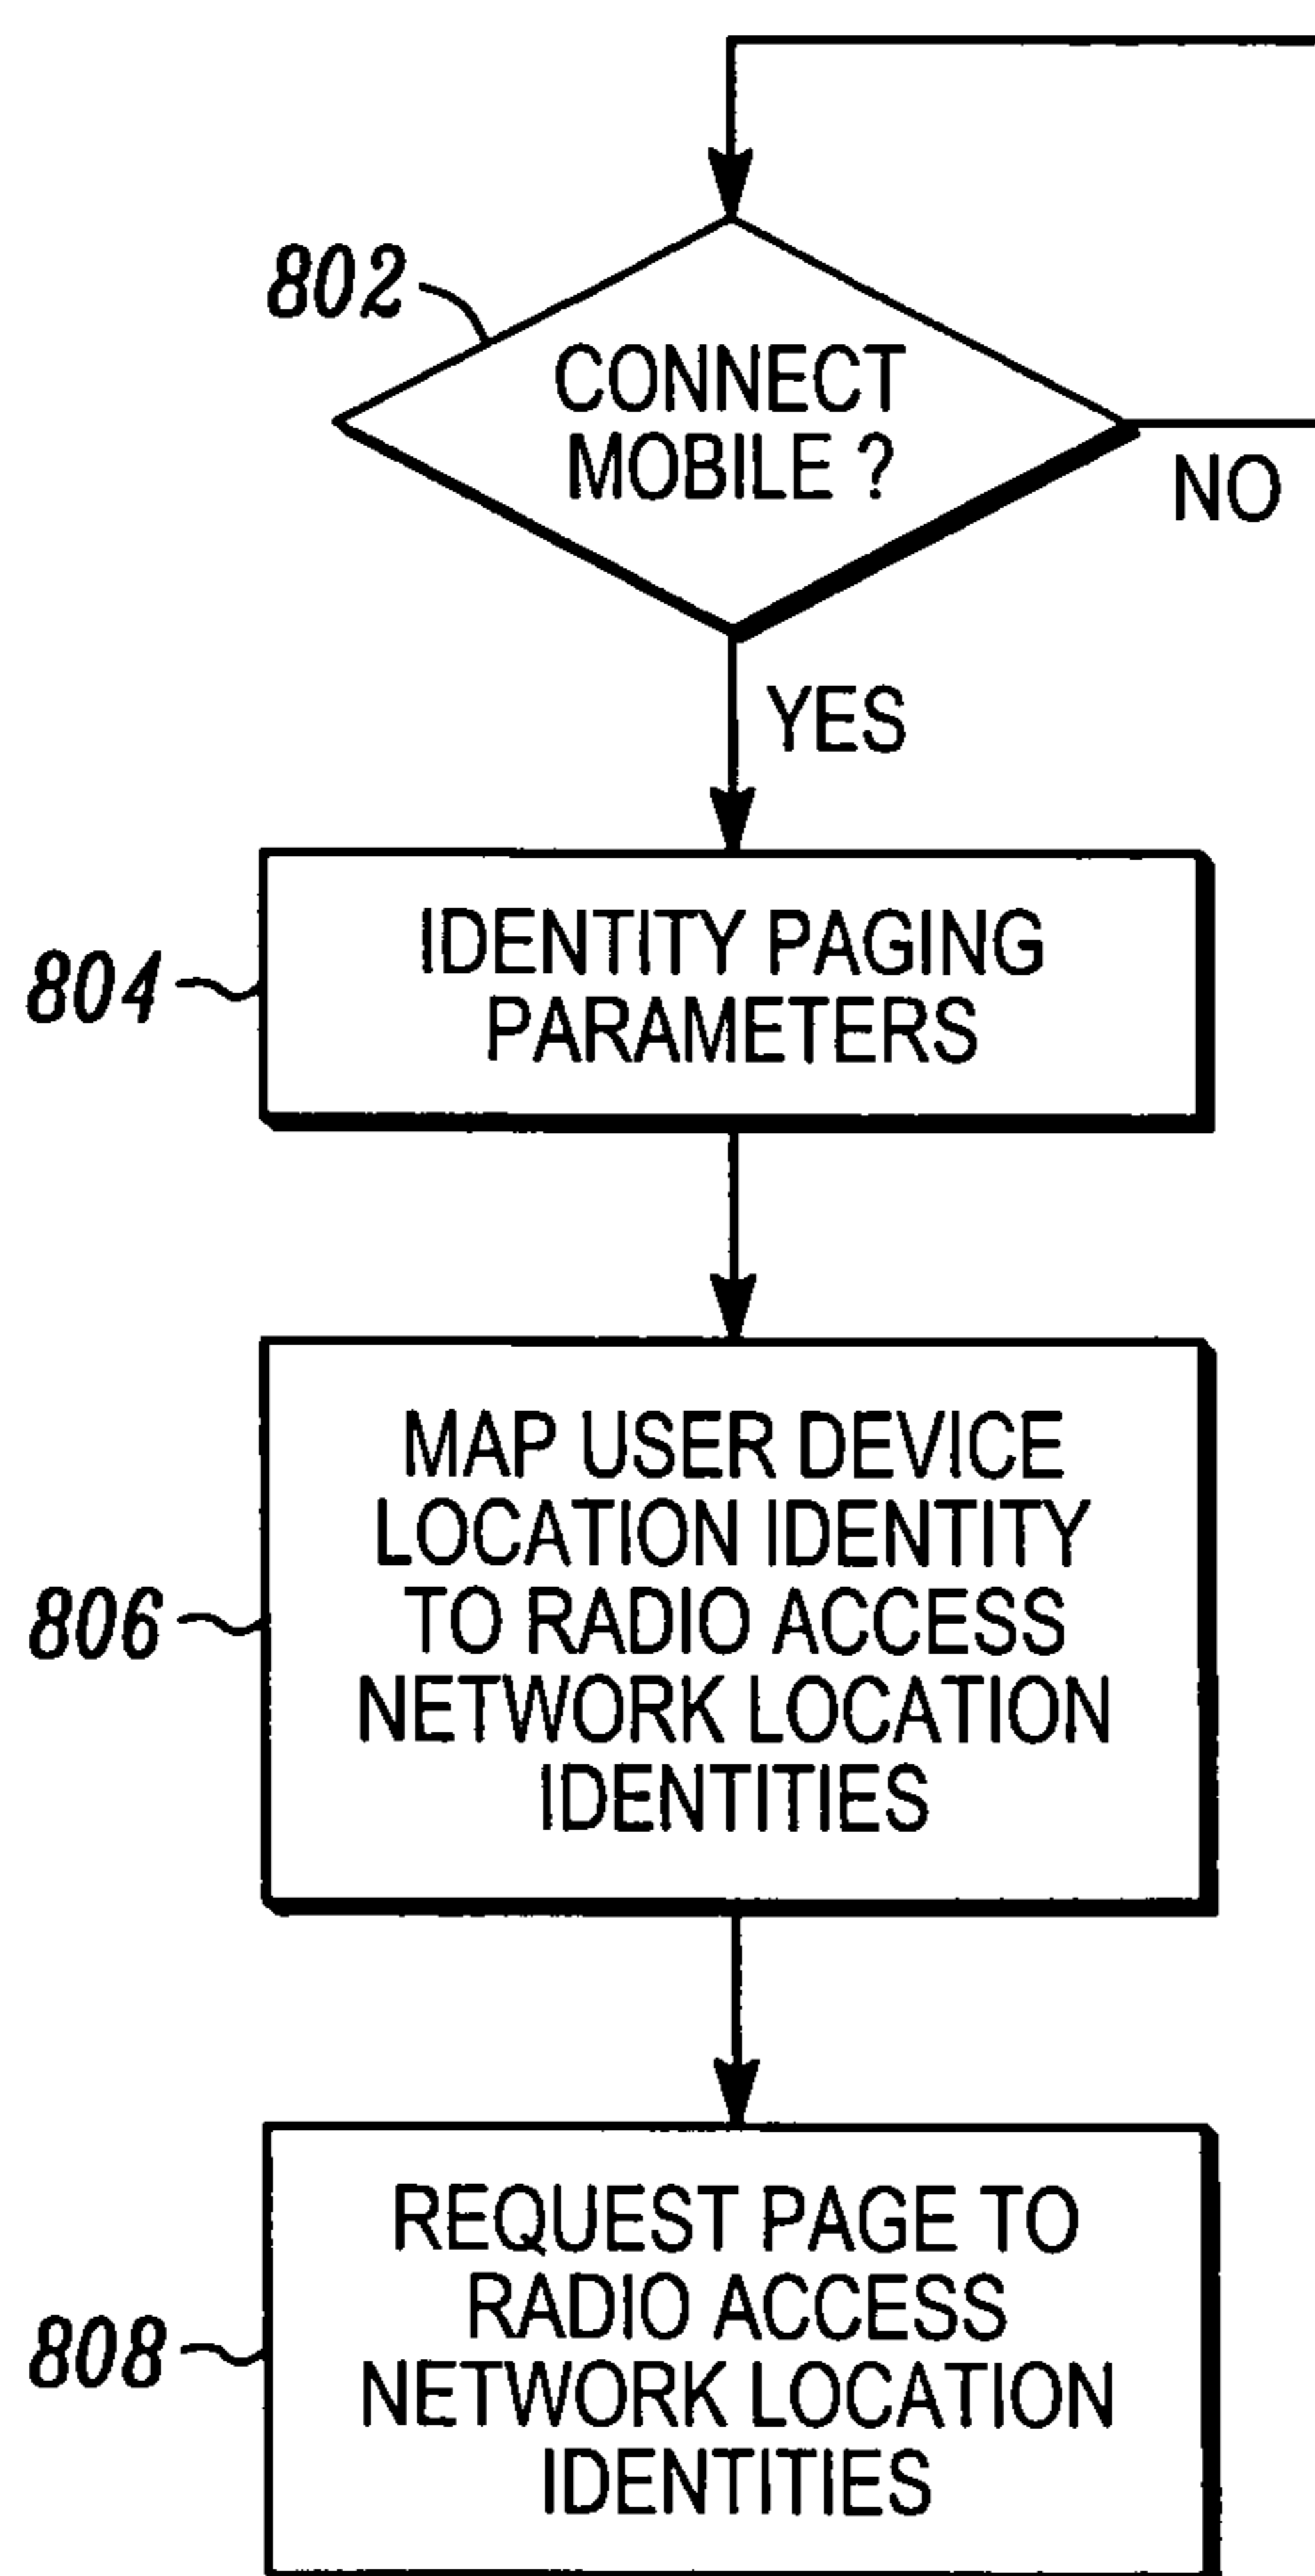 802
CONNECT
MOBILE ?
NO
YES
804
IDENTITY PAGING
PARAMETERS
806
MAP USER DEVICE
LOCATION IDENTITY
TO RADIO ACCESS
NETWORK LOCATION
IDENTITIES
808
REQUEST PAGE TO
RADIO ACCESS
NETWORK LOCATION
IDENTITIES